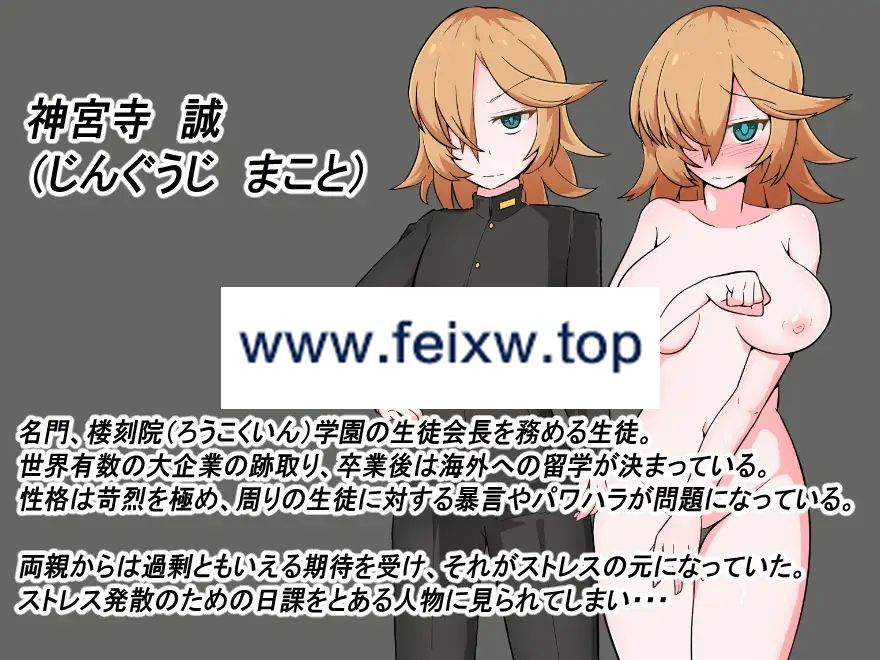 神宮寺　誠
（じんぐうじ　まこと）
www.feixw.top
名門、楼刻院（ろうこくいん）学園の生徒会長を務める生徒。
世界有数の大企業の跡取り、卒業後は海外への留学が決まっている。
性格は苛烈を極め、周りの生徒に対する暴言やパワハラが問題になっている。
両親からは過剰ともいえる期待を受け、それがストレスの元になっていた。
ストレス発散のための日課をとある人物に見られてしまい・・・